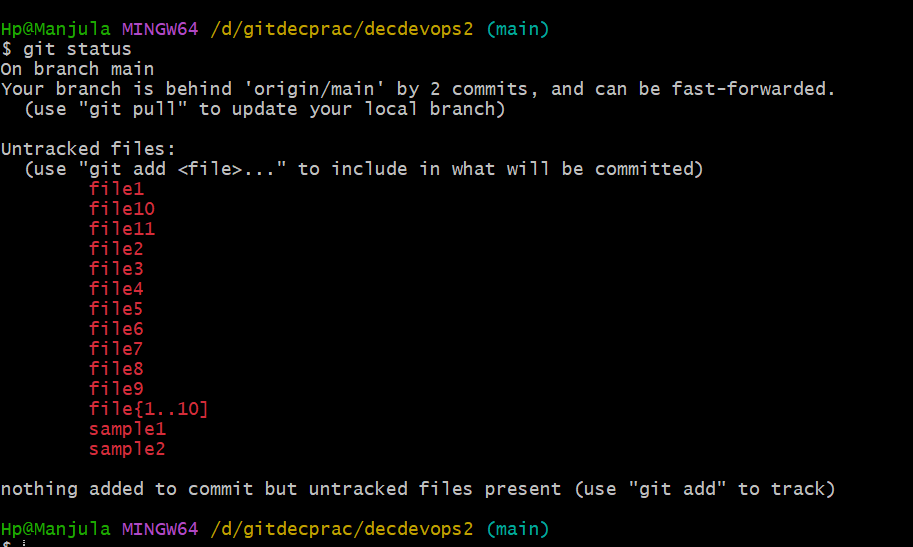 Hp@Manjula MINGW64 /d/gitdecprac/decdevops2 (main)
$ git status
On branch main
Your branch is behind 'origin/main' by 2 commits, and can be fast-forwarded.
  (use "git pull" to update your local branch)

Untracked files:
  (use "git add <file>..." to include in what will be committed)
        file1
        file10
        file11
        file2
        file3
        file4
        file5
        file6
        file7
        file8
        file9
        file{1..10]
        sample1
        sample2

nothing added to commit but untracked files present (use "git add" to track)

Hp@Manjula MINGW64 /d/gitdecprac/decdevops2 (main)
$